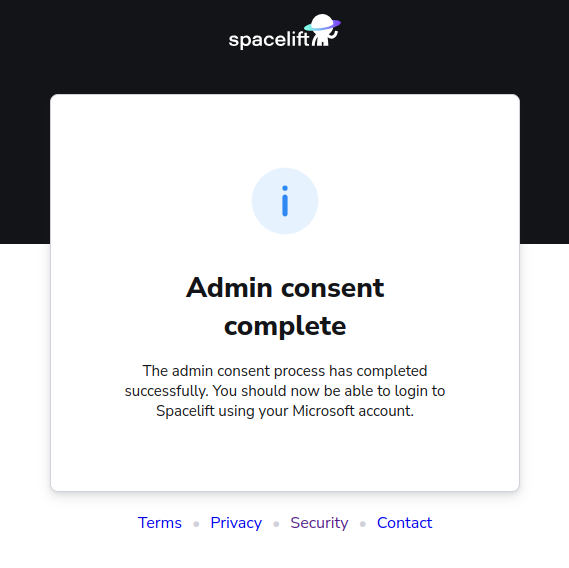 spacelift
i
Admin consent
complete
The admin consent process has completed
successfully. You should now be able to login to
Spacelift using your Microsoft account.
Terms • Privacy • Security • Contact